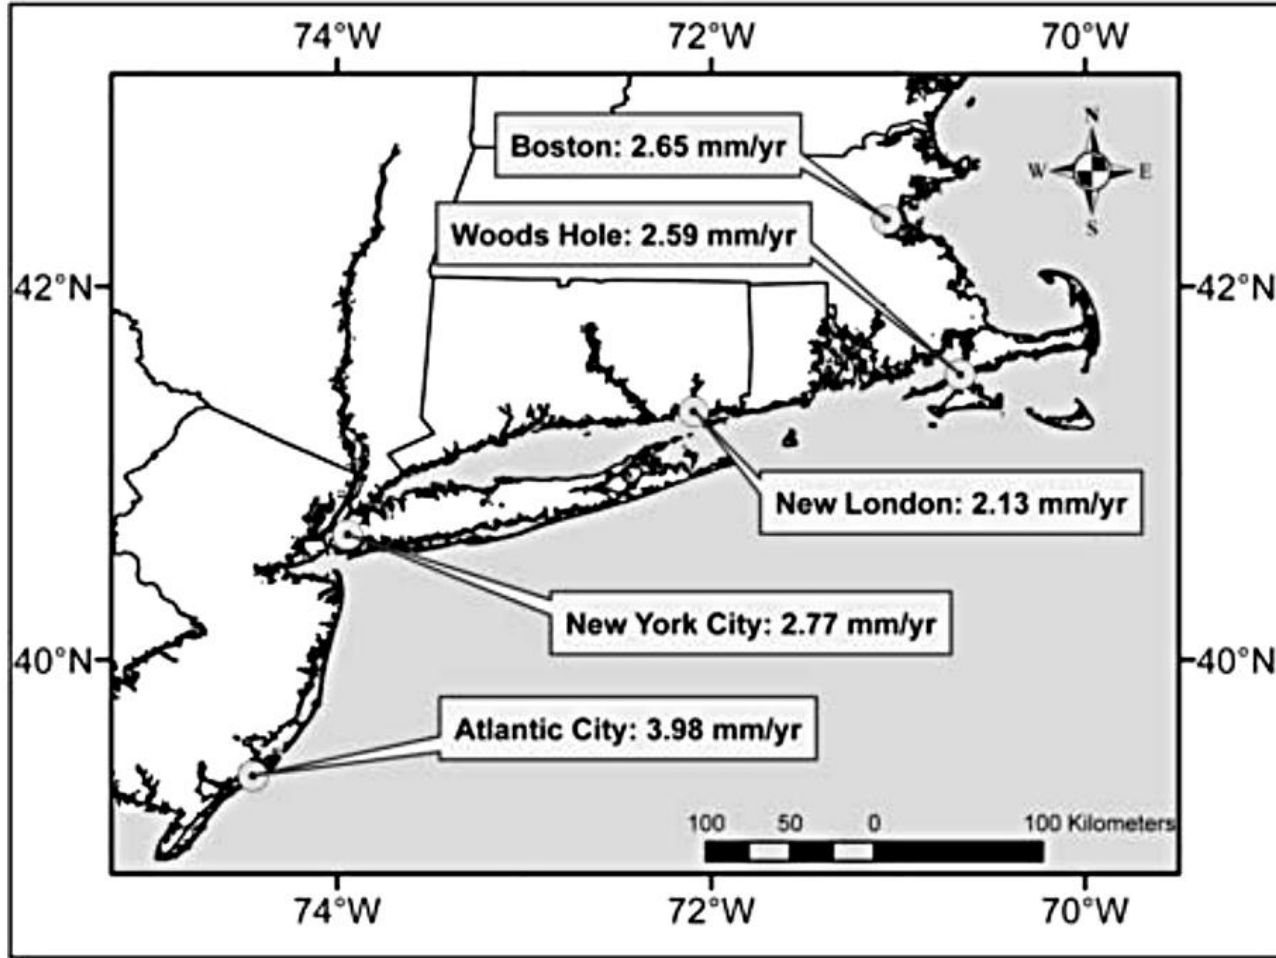 74°W 72°W 70°W
N
W E
S
Boston: 2.65 mm/yr
Woods Hole: 2.59 mm/yr
42°N 42°N
New London: 2.13 mm/yr
New York City: 2.77 mm/yr
40°N 40°N
Atlantic City: 3.98 mm/yr
100 50 0 100 Kilometers
74°W 72°W 70°W